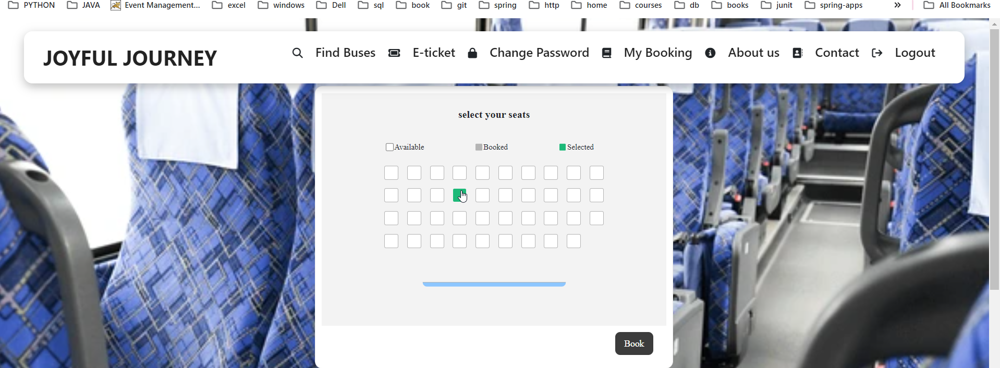 PYTHON JAVA Event Management... excel windows Dell sql book git spring http home courses db books junit spring-apps » All Bookmarks
JOYFUL JOURNEY Find Buses E-ticket Change Password My Booking About us Contact Logout
select your seats
Available Booked Selected
Book